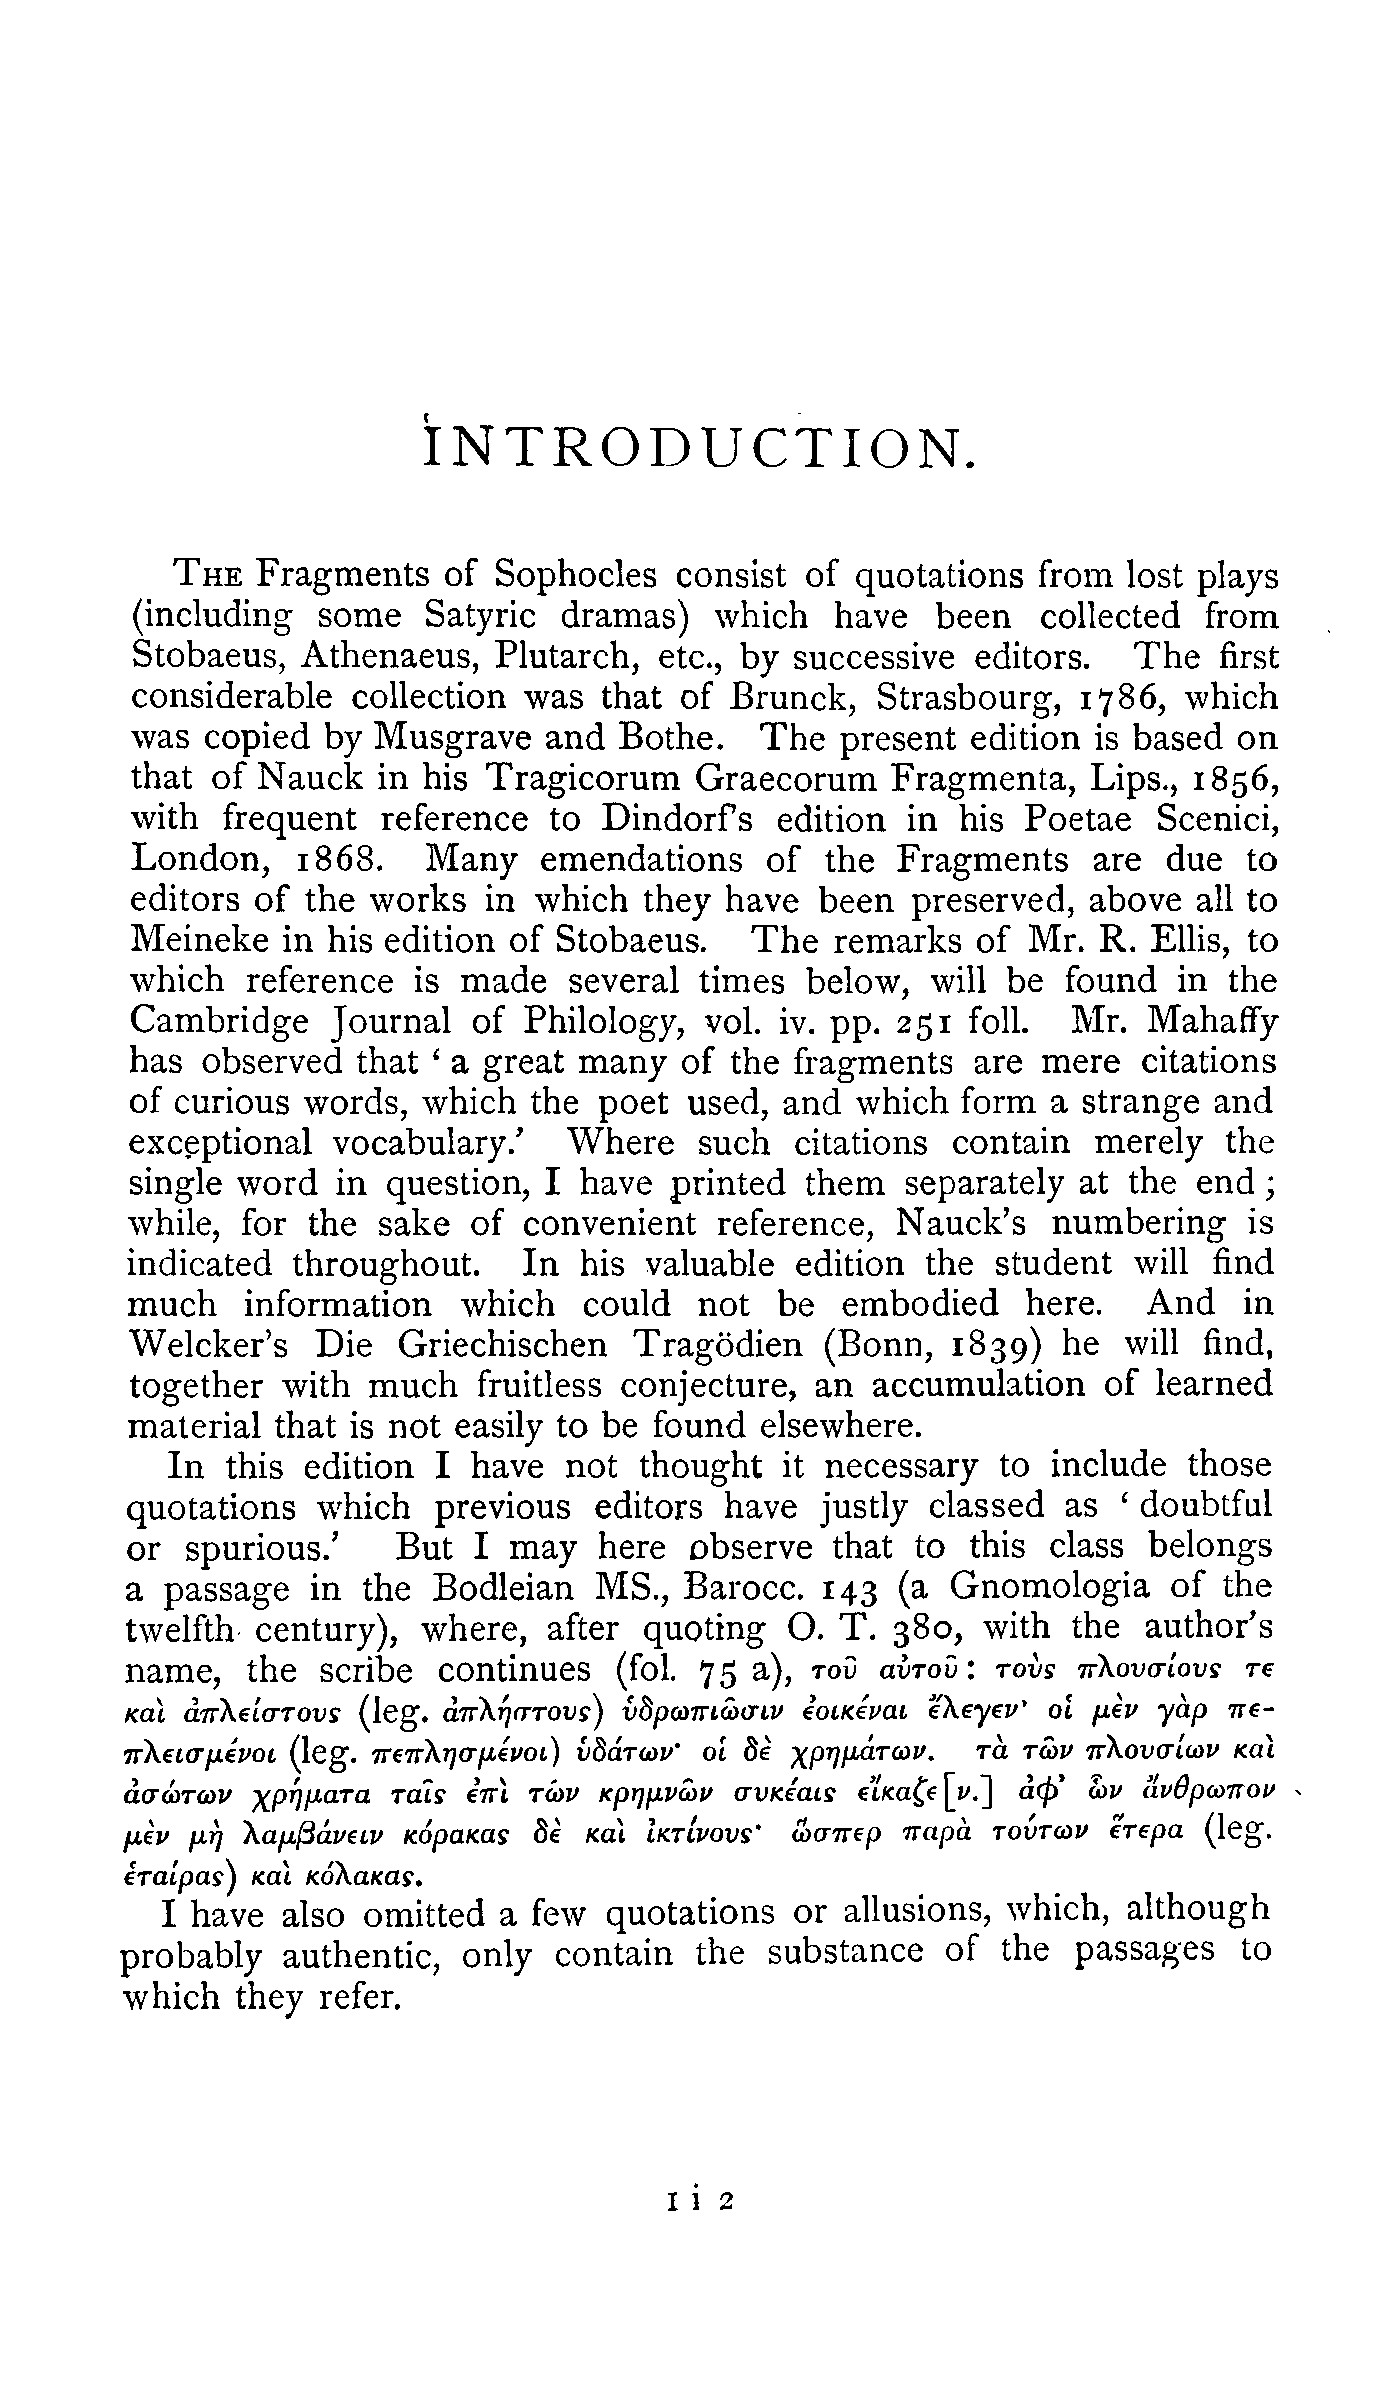 INTRODUCTION.
THE Fragments of Sophocles consist of quotations from lost plays
(including some Satyric dramas) which have been collected from
Stobaeus, Athenaeus, Plutarch, etc., by successive editors. The first
considerable collection was that of Brunck, Strasbourg, 1786, which
was copied by Musgrave and Bothe. The present edition is based on
that of Nauck in his Tragicorum Graecorum Fragmenta, Lips., 1856,
with frequent reference to Dindorf's edition in his Poetae Scenici,
London, 1868. Many emendations of the Fragments are due to
editors of the works in which they have been preserved, above all to
Meineke in his edition of Stobaeus. The remarks of Mr. R. Ellis, to
which reference is made several times below, will be found in the
Cambridge Journal of Philology, vol. iv. pp. 251 foll. Mr. Mahaffy
has observed that ‘a great many of the fragments are mere citations
of curious words, which the poet used, and which form a strange and
exceptional vocabulary.’ Where such citations contain merely the
single word in question, I have printed them separately at the end;
while, for the sake of convenient reference, Nauck's numbering is
indicated throughout. In his valuable edition the student will find
much information which could not be embodied here. And in
Welcker's Die Griechischen Tragödien (Bonn, 1839) he will find,
together with much fruitless conjecture, an accumulation of learned
material that is not easily to be found elsewhere.
In this edition I have not thought it necessary to include those
quotations which previous editors have justly classed as ‘doubtful
or spurious.’ But I may here observe that to this class belongs
a passage in the Bodleian MS., Barocc. 143 (a Gnomologia of the
twelfth century), where, after quoting O. T. 380, with the author's
name, the scribe continues (fol. 75 a), τοῦ αὐτοῦ: τοὺς πλουσίους τε
καὶ ἀπλείστους (leg. ἀπλήστους) ὑδρωπιῶσιν ἐοικέναι ἔλεγεν· οἱ μὲν γὰρ πε-
πλεισμένοι (leg. πεπλησμένοι) ὑδάτων· οἱ δὲ χρημάτων. τὰ τῶν πλουσίων καὶ
ἀσώτων χρήματα ταῖς ἐπὶ τῶν κρημνῶν συκέαις εἴκαζε[ν.] ἀφ' ὧν ἄνθρωπον
μὲν μὴ λαμβάνειν κόρακας δὲ καὶ ἰκτίνους· ὥσπερ παρὰ τούτων ἕτερα (leg.
ἑταίρας) καὶ κόλακας.
I have also omitted a few quotations or allusions, which, although
probably authentic, only contain the substance of the passages to
which they refer.
I i 2